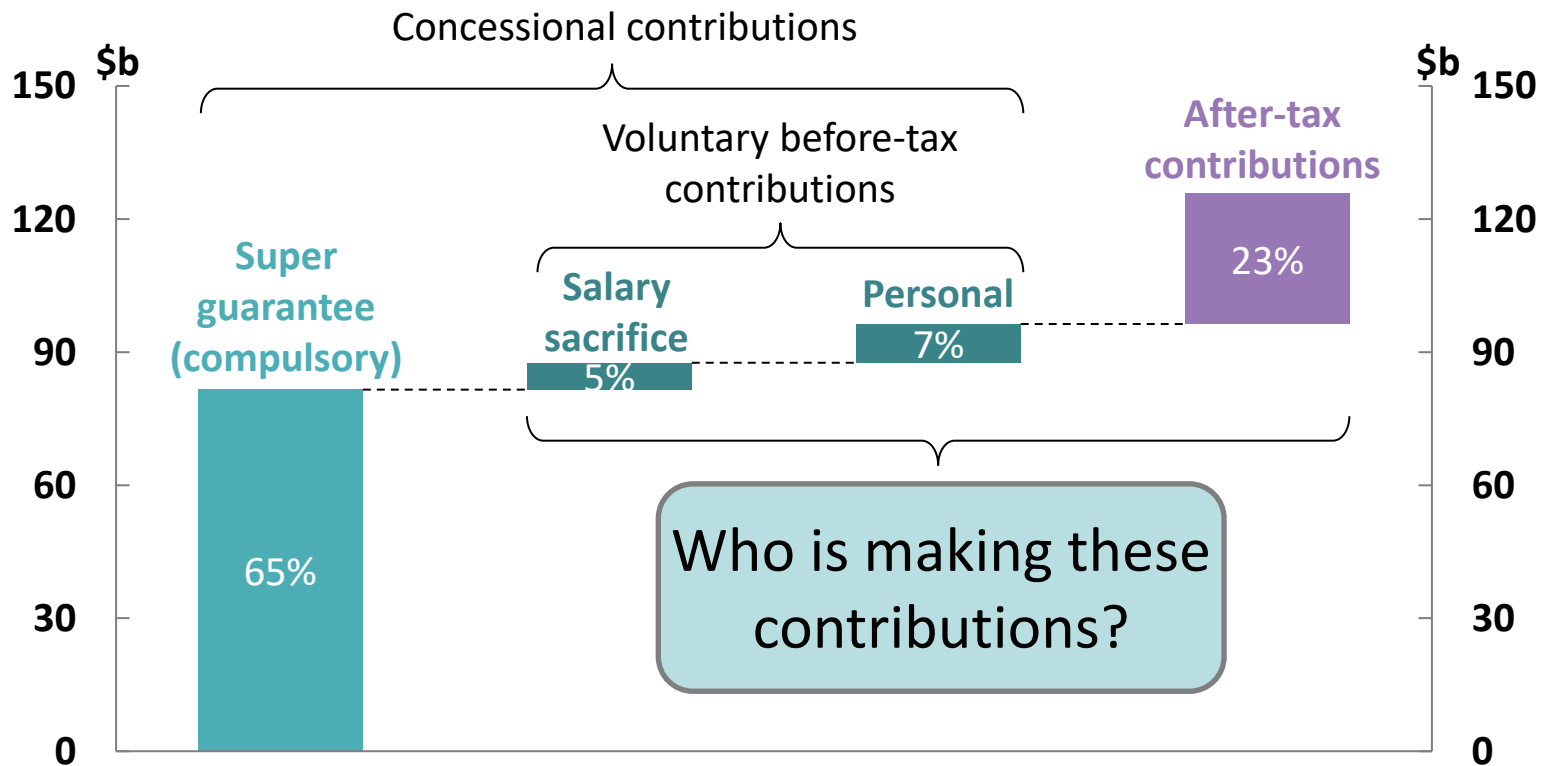 Concessional contributions
$b
$b
150
150
After-tax
contributions
Voluntary before-tax
contributions
120
120
Super
guarantee
(compulsory)
23%
Salary
sacrifice
Personal
90
90
7%
5%
60
60
Who is making these
contributions?
65%
30
30
0
0